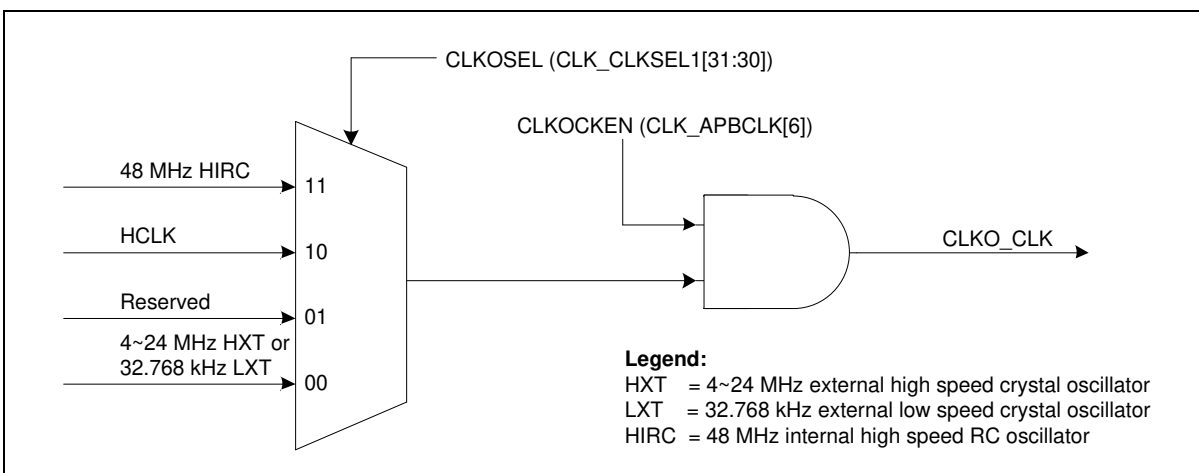 CLKOSEL (CLK_CLKSEL1[31:30])
CLKOCKEN (CLK_APBCLK[6])
48 MHz HIRC
11
HCLK
10
CLKO_CLK
Reserved
01
4~24 MHz HXT or
32.768 kHz LXT
00
Legend:
HXT = 4~24 MHz external high speed crystal oscillator
LXT = 32.768 kHz external low speed crystal oscillator
HIRC = 48 MHz internal high speed RC oscillator